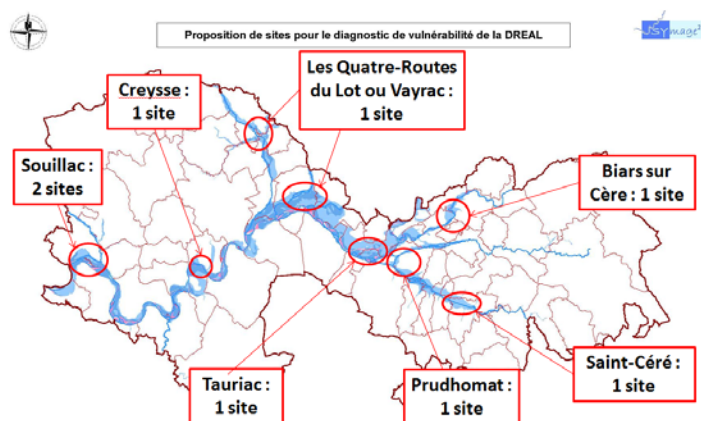 Proposition de sites pour le diagnostic de vulnérabilité de la DREAL
JSYmage²
Les Quatre-Routes
du Lot ou Vayrac :
1 site
Creysse :
1 site
Souillac :
2 sites
Biars sur
Cère : 1 site
Tauriac :
1 site
Prudhomat :
1 site
Saint-Céré :
1 site